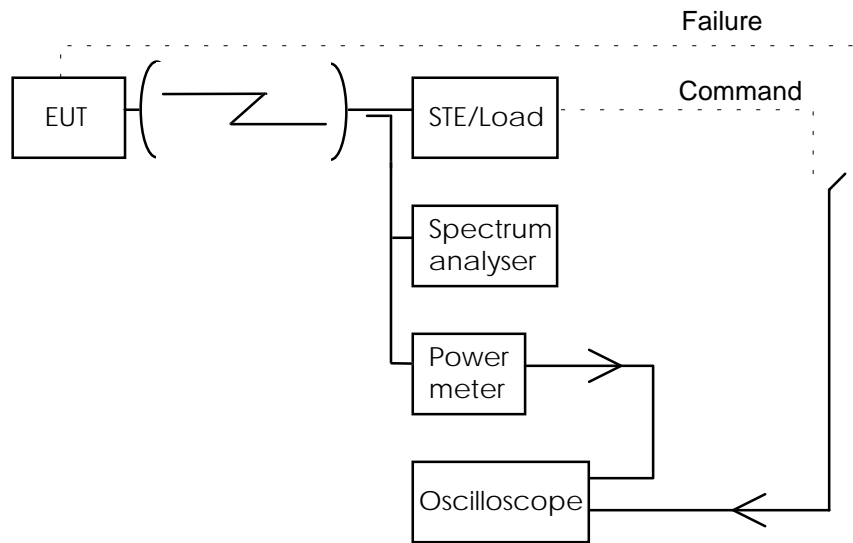 Failure
Command
EUT
STE/Load
Spectrum
analyser
Power
meter
Oscilloscope